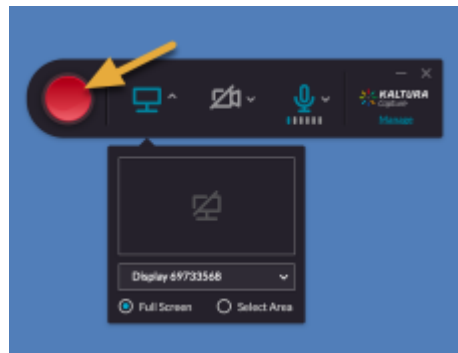 KALTURA
Capture
Manage
Display 69733568
Full Screen
Select Area